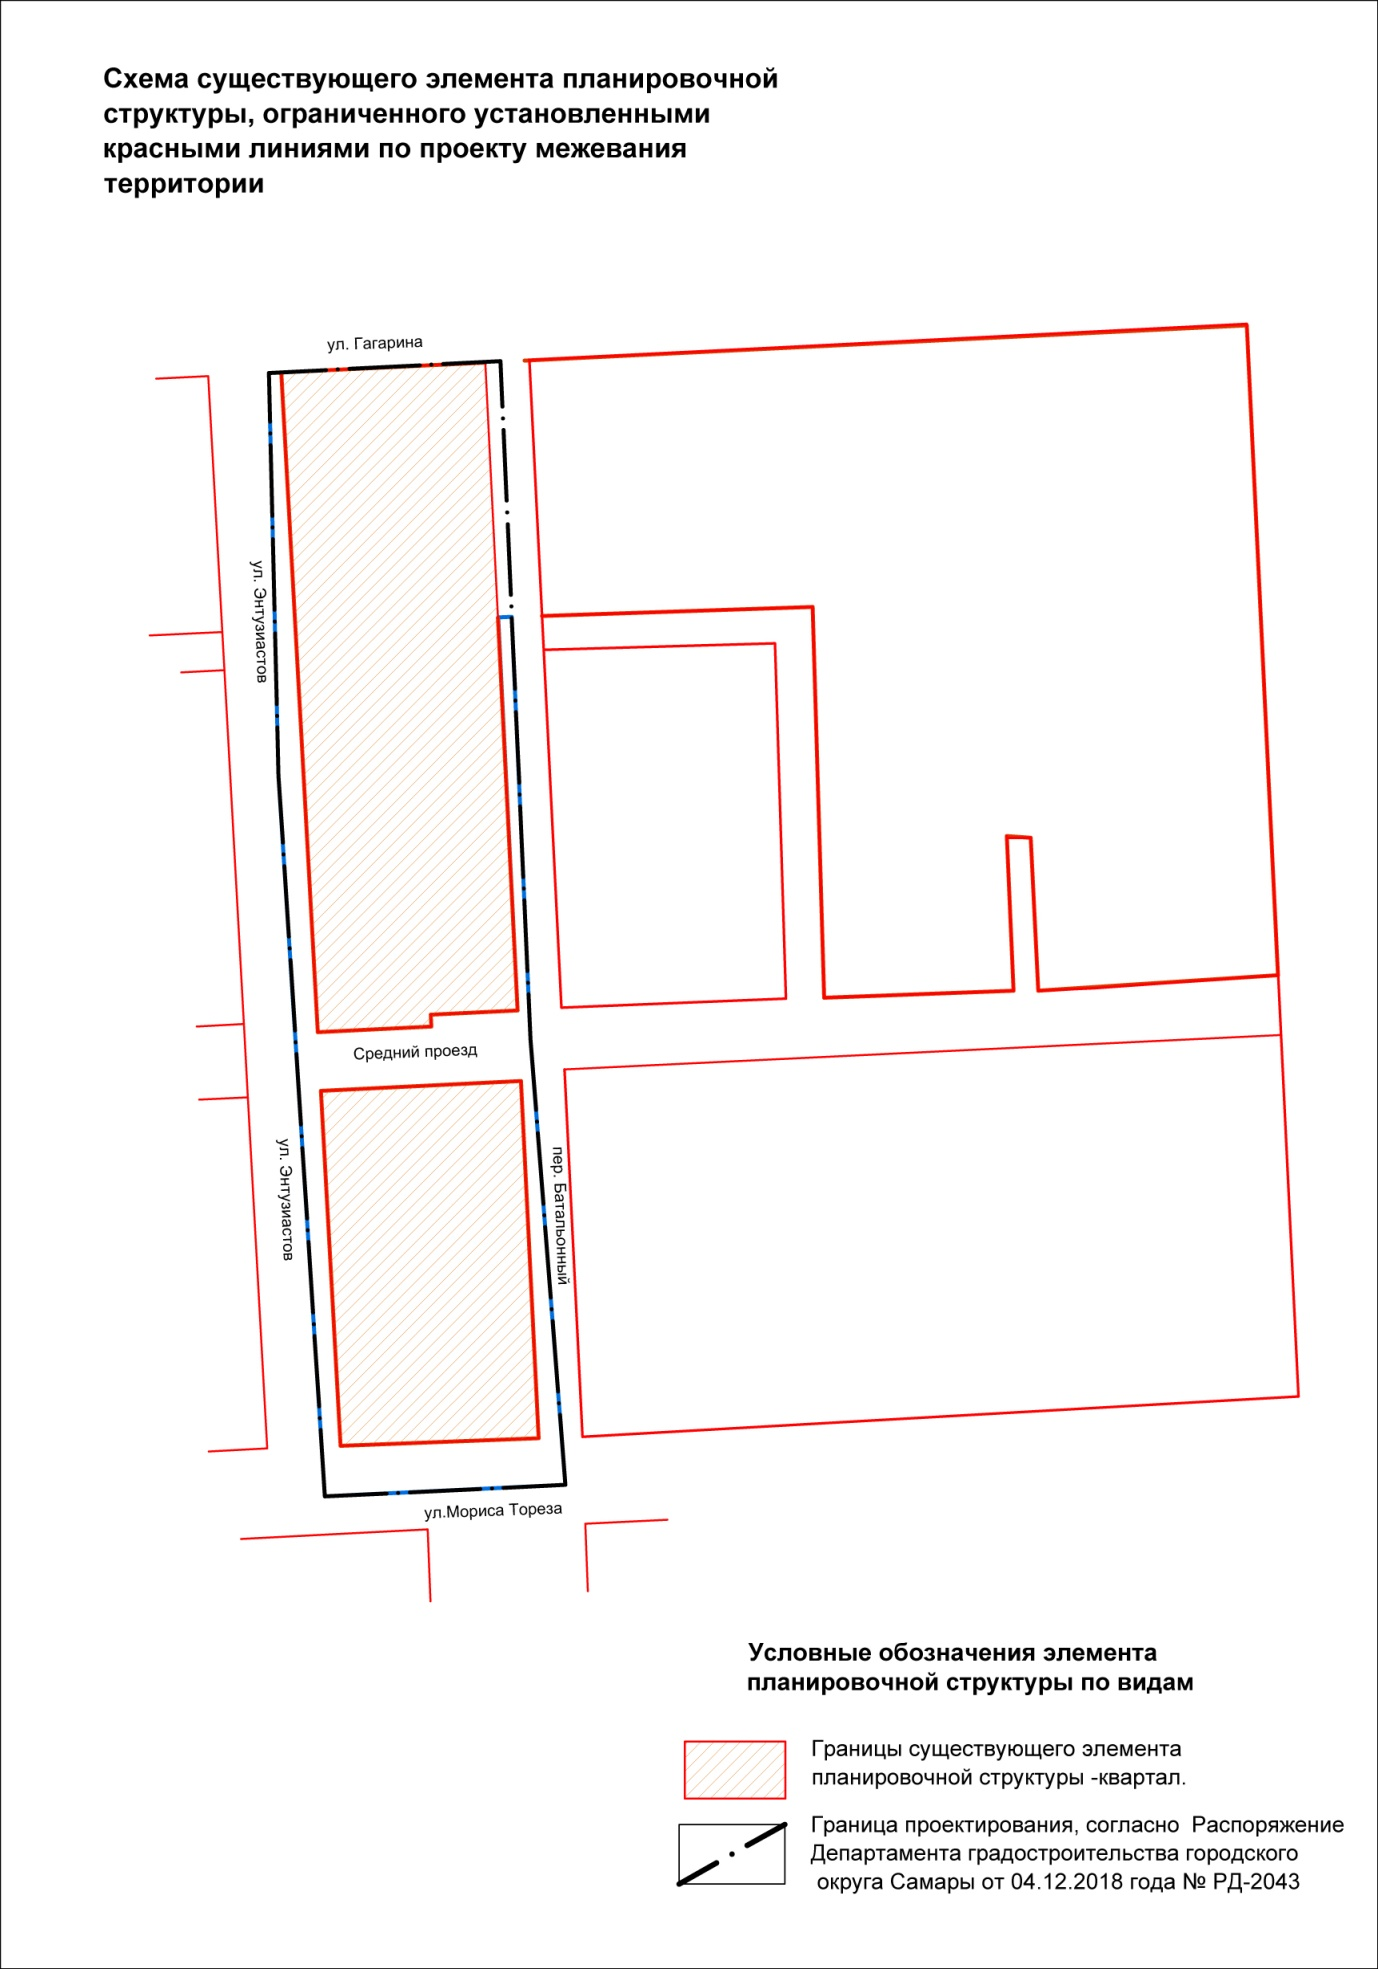 Схема существующего элемента планировочной
структуры, ограниченного установленными
красными линиями по проекту межевания
территории
ул. Гагарина
ул. Энтузиастов
Средний проезд
ул. Энтузиастов
пер. Батальонный
ул.Мориса Тореза
Условные обозначения элемента
планировочной структуры по видам
Границы существующего элемента
планировочной структуры -квартал.
Граница проектирования, согласно Распоряжение
Департамента градостроительства городского
округа Самары от 04.12.2018 года № РД-2043